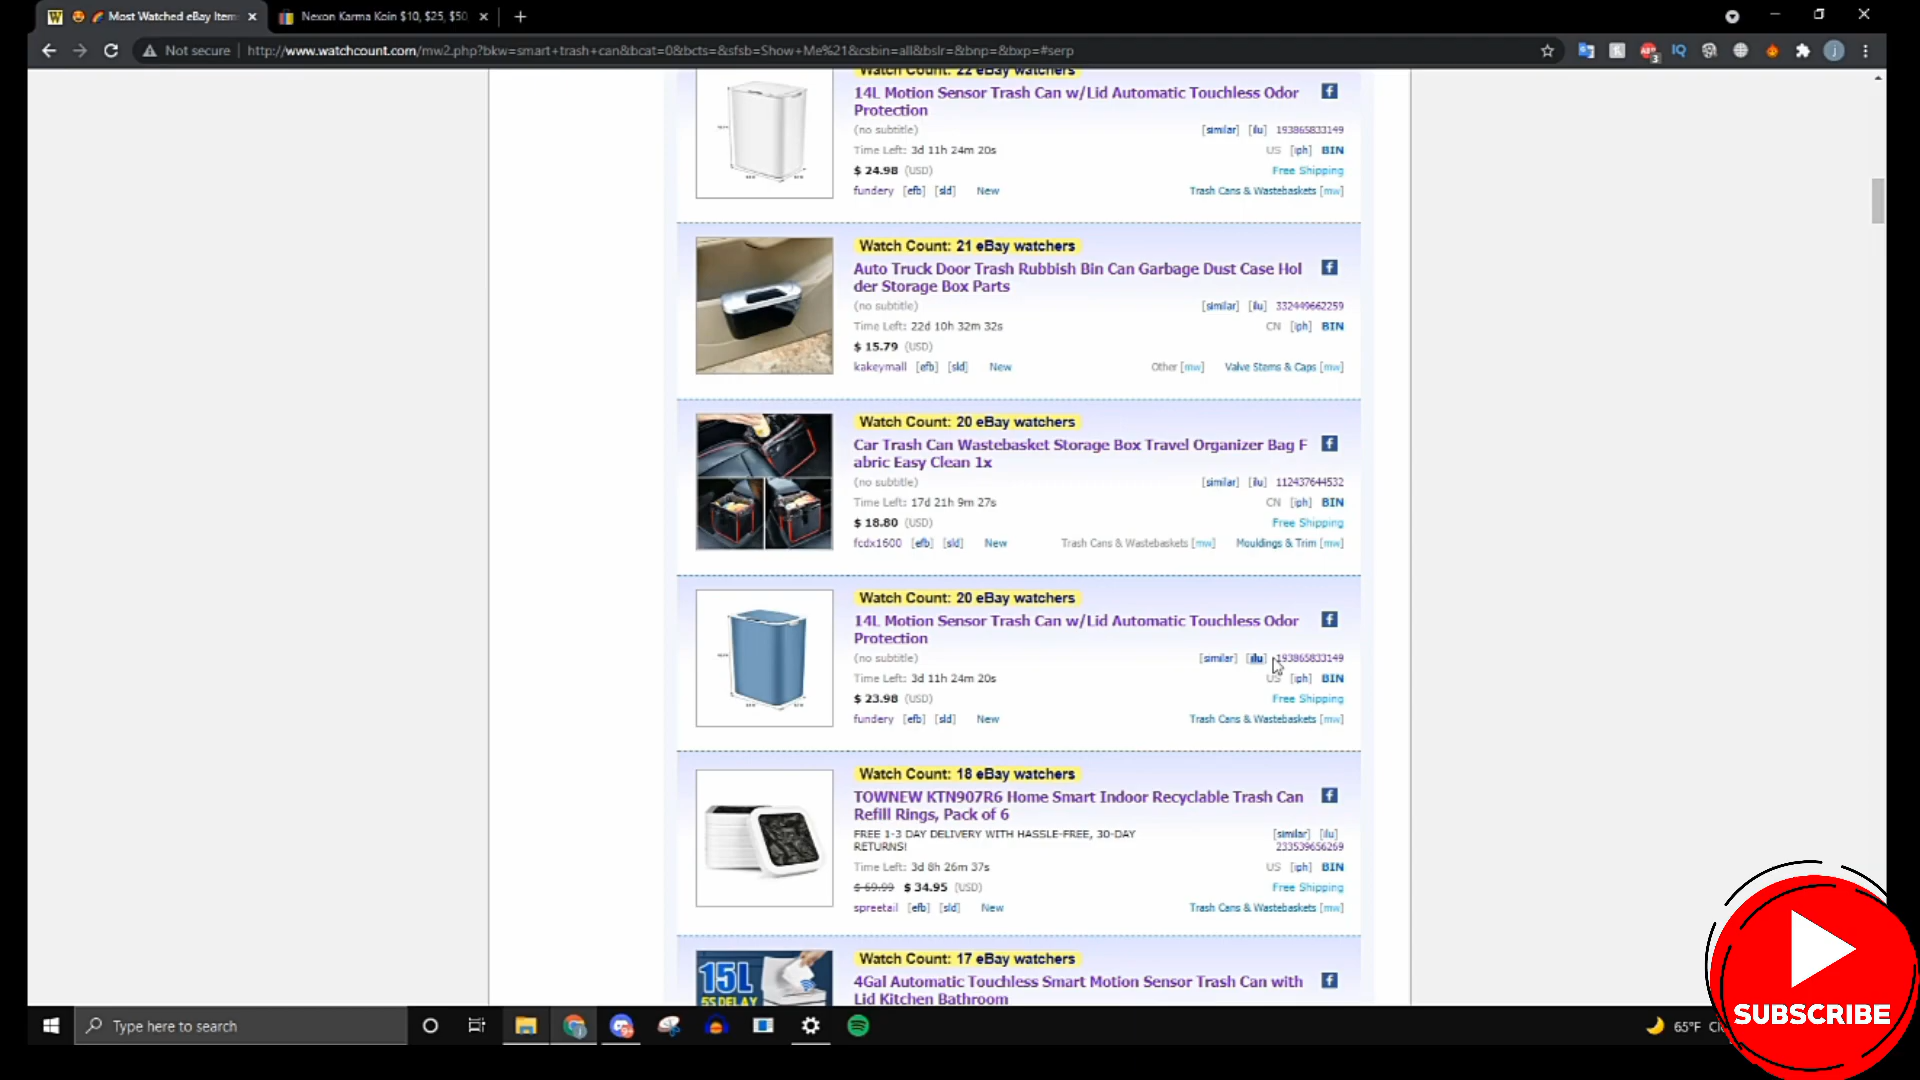 Most Watched eBay Item
Nexon Karma Koin $10, $25, $50
Not secure
http://www.watchcount.com/mw2.php?bkw=smart+trash+can&bcat=0&bcts=&sfsb=Show+Me%21&csbin=all&bslr=&bnp=&bxp=#serp
Watch Count: 22 eBay watchers
14L Motion Sensor Trash Can w/Lid Automatic Touchless Odor
Protection
(no subtitle) [similar] [ilu] 193865833149
Time Left: 3d 11h 24m 20s US [iph] BIN
$ 24.98 (USD) Free Shipping
fundery [efb] [sld] New Trash Cans & Wastebaskets [mw]
Watch Count: 21 eBay watchers
Auto Truck Door Trash Rubbish Bin Can Garbage Dust Case Hol
der Storage Box Parts
(no subtitle) [similar] [ilu] 332449662259
Time Left: 22d 10h 32m 32s CN [iph] BIN
$ 15.79 (USD)
kakeymall [efb] [sld] New Other [mw] Valve Stems & Caps [mw]
Watch Count: 20 eBay watchers
Car Trash Can Wastebasket Storage Box Travel Organizer Bag F
abric Easy Clean 1x
(no subtitle) [similar] [ilu] 112437644532
Time Left: 17d 21h 9m 27s CN [iph] BIN
$ 18.80 (USD) Free Shipping
fcdx1600 [efb] [sld] New Trash Cans & Wastebaskets [mw] Mouldings & Trim [mw]
Watch Count: 20 eBay watchers
14L Motion Sensor Trash Can w/Lid Automatic Touchless Odor
Protection
(no subtitle) [similar] [ilu] 193865833149
Time Left: 3d 11h 24m 20s US [iph] BIN
$ 23.98 (USD) Free Shipping
fundery [efb] [sld] New Trash Cans & Wastebaskets [mw]
Watch Count: 18 eBay watchers
TOWNEW KTN907R6 Home Smart Indoor Recyclable Trash Can
Refill Rings, Pack of 6
FREE 1-3 DAY DELIVERY WITH HASSLE-FREE, 30-DAY [similar] [ilu]
RETURNS! 233539656269
Time Left: 3d 8h 26m 37s US [iph] BIN
$ 69.99 $ 34.95 (USD) Free Shipping
spreetail [efb] [sld] New Trash Cans & Wastebaskets [mw]
Watch Count: 17 eBay watchers
15L
5S DELAY
4Gal Automatic Touchless Smart Motion Sensor Trash Can with
Lid Kitchen Bathroom
Type here to search
65°F
SUBSCRIBE